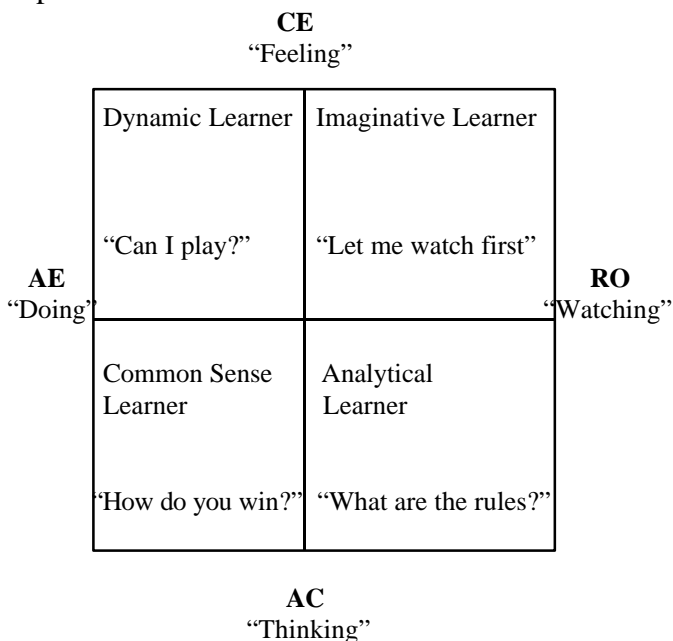 CE
“Feeling”
Dynamic Learner
Imaginative Learner
“Can I play?”
“Let me watch first”
AE
“Doing”
RO
“Watching”
Common Sense
Learner
Analytical
Learner
“How do you win?”
“What are the rules?”
AC
“Thinking”